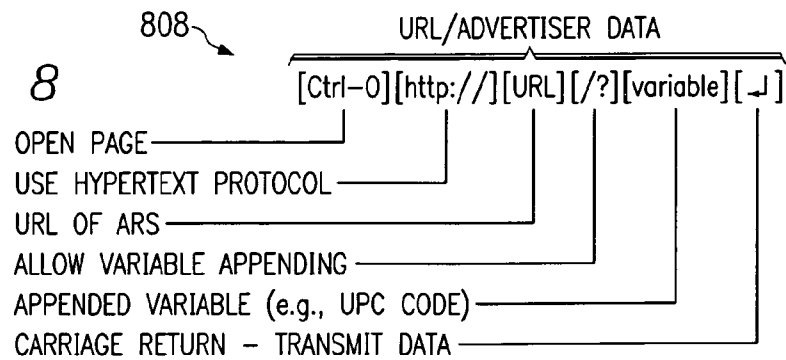 808
URL/ADVERTISER DATA
8
[Ctrl-O][http://][URL][/?][variable][↵]
OPEN PAGE
USE HYPERTEXT PROTOCOL
URL OF ARS
ALLOW VARIABLE APPENDING
APPENDED VARIABLE (e.g., UPC CODE)
CARRIAGE RETURN – TRANSMIT DATA